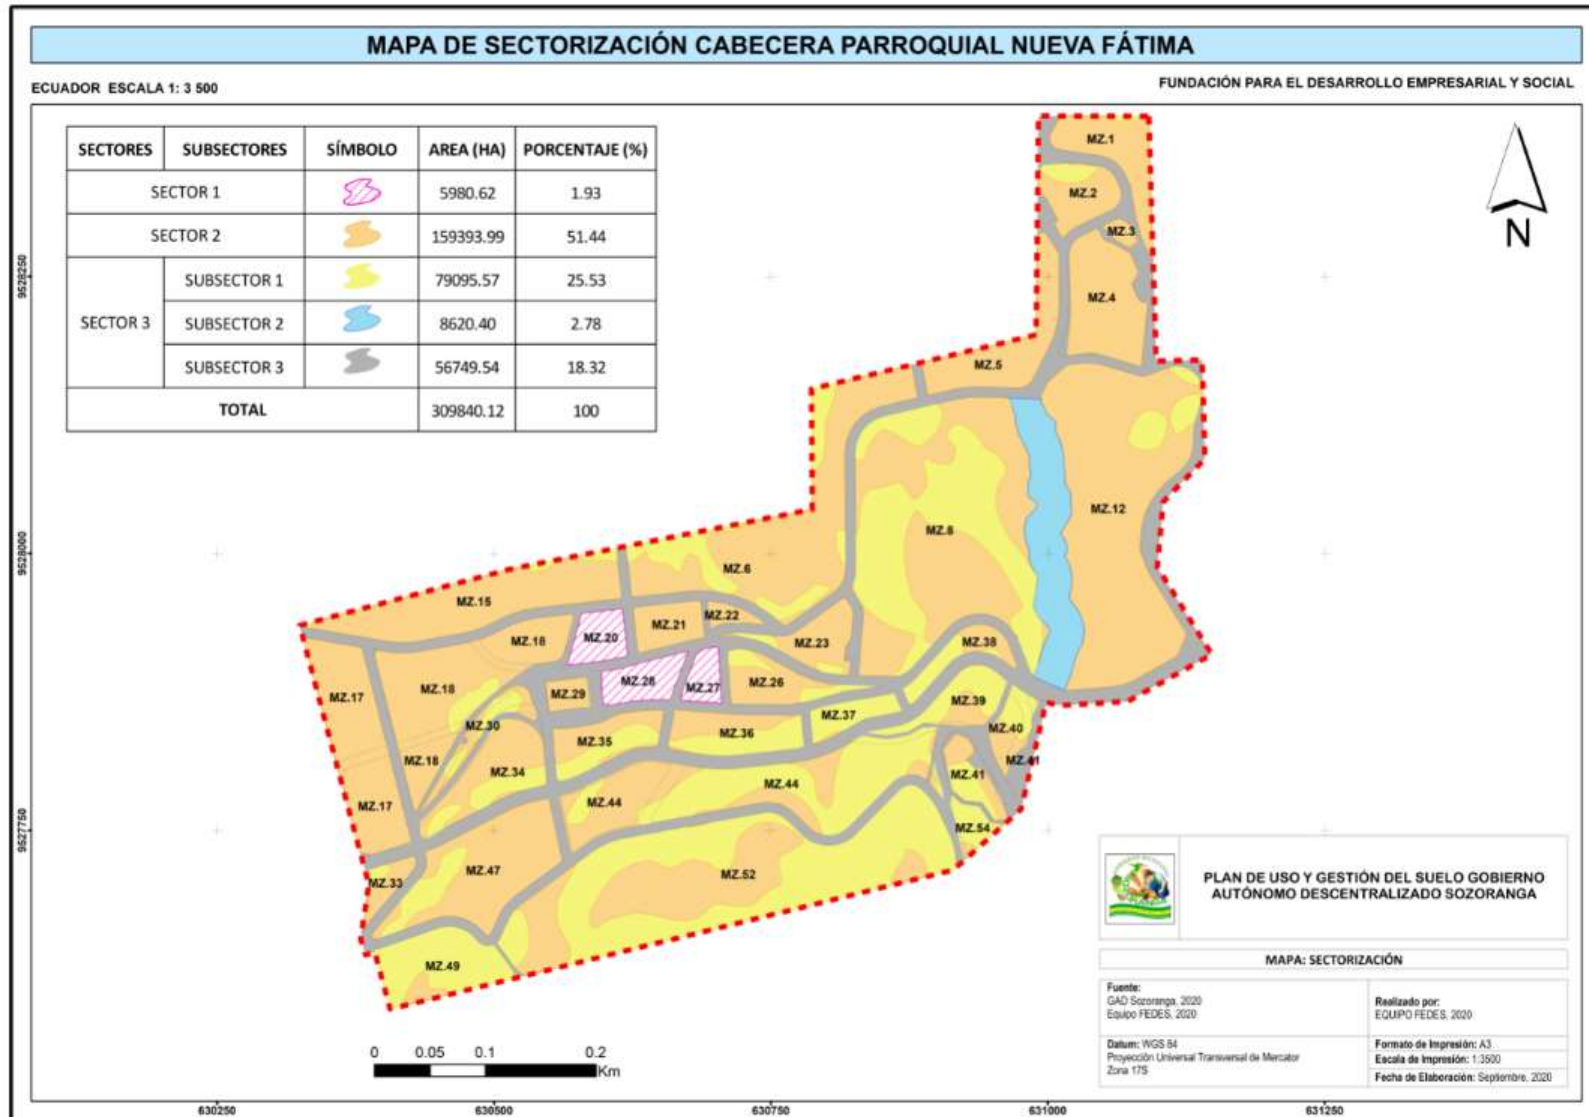 MAPA DE SECTORIZACIÓN CABECERA PARROQUIAL NUEVA FÁTIMA
ECUADOR ESCALA 1: 3 500
FUNDACIÓN PARA EL DESARROLLO EMPRESARIAL Y SOCIAL
SECTORES SUBSECTORES SÍMBOLO AREA (HA) PORCENTAJE (%)
SECTOR 1 5980.62 1.93
SECTOR 2 159393.99 51.44
SECTOR 3
SUBSECTOR 1 79095.57 25.53
SUBSECTOR 2 8620.40 2.78
SUBSECTOR 3 56749.54 18.32
TOTAL 309840.12 100
N
MZ.1
MZ.2
MZ.3
MZ.4
MZ.5
MZ.12
MZ.8
MZ.6
MZ.15
MZ.22
MZ.21
MZ.20
MZ.18
MZ.23
MZ.38
MZ.28
MZ.27
MZ.26
MZ.29
MZ.18
MZ.17
MZ.39
MZ.37
MZ.30
MZ.40
MZ.36
MZ.35
MZ.18
MZ.41
MZ.34
MZ.41
MZ.44
MZ.44
MZ.17
MZ.54
MZ.47
MZ.52
MZ.33
MZ.49
9528250
9528000
9527750
630250
630500
630750
631000
631250
0 0.05 0.1 0.2
Km
PLAN DE USO Y GESTIÓN DEL SUELO GOBIERNO
AUTÓNOMO DESCENTRALIZADO SOZORANGA
MAPA: SECTORIZACIÓN
Fuente:
GAD Sozoranga, 2020
Equipo FEDES, 2020
Realizado por:
EQUIPO FEDES, 2020
Datum: WGS 84
Proyección Universal Transversal de Mercator
Zona 17S
Formato de Impresión: A3
Escala de Impresión: 1:3500
Fecha de Elaboración: Septiembre, 2020